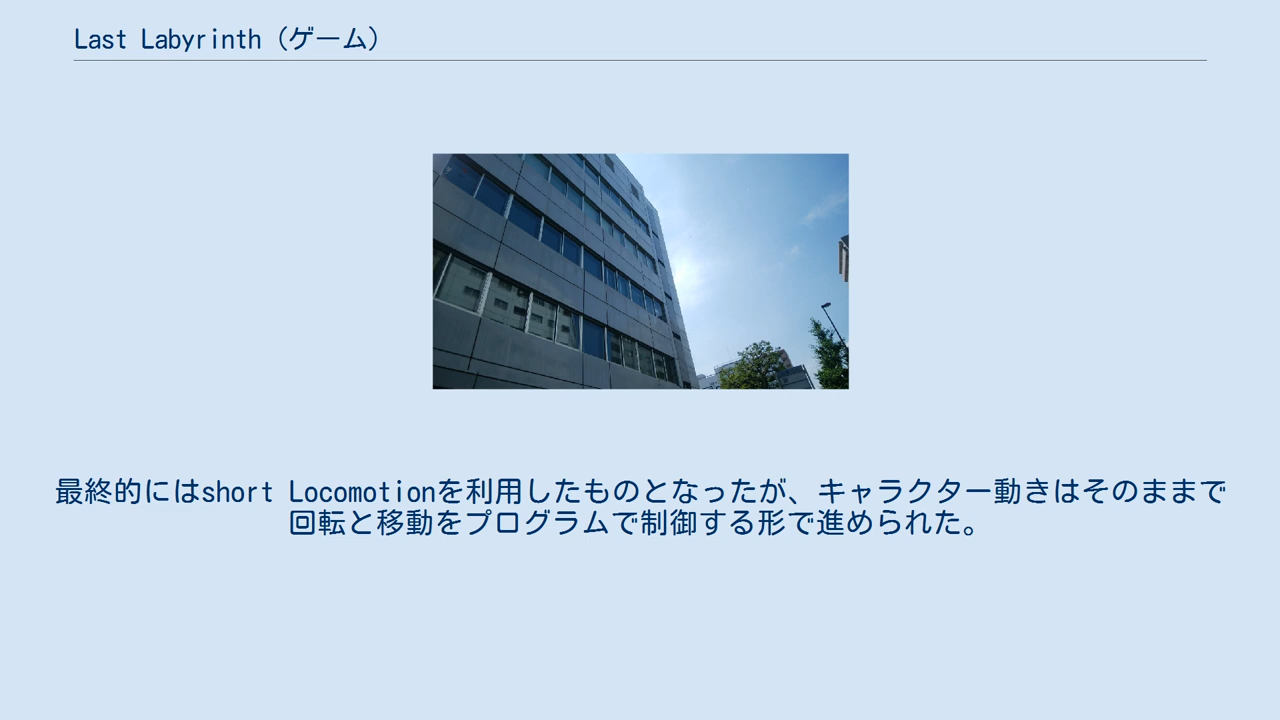 Last Labyrinth（ゲーム）
最終的にはshort Locomotionを利用したものとなったが、キャラクター動きはそのままで
回転と移動をプログラムで制御する形で進められた。